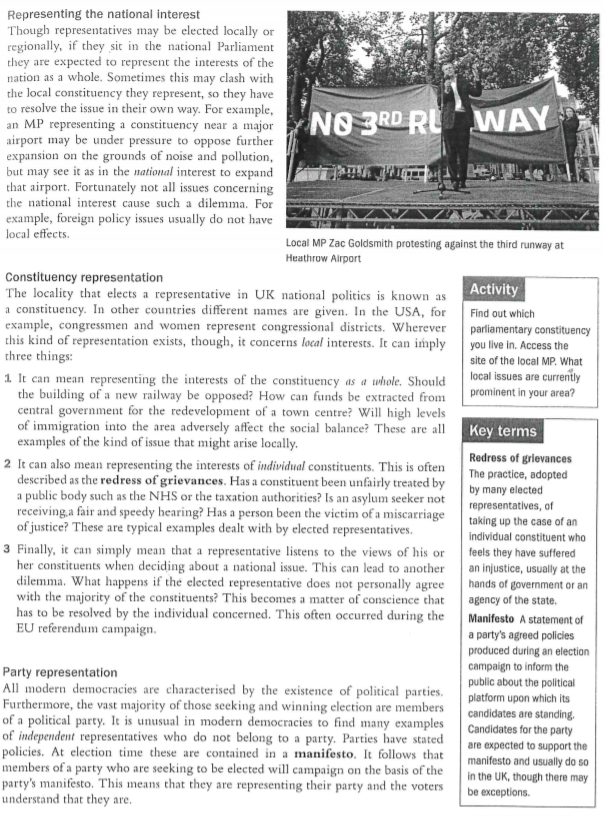 Representing the national interest
Though representatives may be elected locally or
regionally, if they sit in the national Parliament
they are expected to represent the interests of the
nation as a whole. Sometimes this may clash with
the local constituency they represent, so they have
to resolve the issue in their own way. For example,
an MP representing a constituency near a major
airport may be under pressure to oppose further
expansion on the grounds of noise and pollution,
but may see it as in the national interest to expand
that airport. Fortunately not all issues concerning
the national interest cause such a dilemma. For
example, foreign policy issues usually do not have
local effects.
NO 3RD RU WAY
Local MP Zac Goldsmith protesting against the third runway at
Heathrow Airport
Constituency representation
The locality that elects a representative in UK national politics is known as
a constituency. In other countries different names are given. In the USA, for
example, congressmen and women represent congressional districts. Wherever
this kind of representation exists, though, it concerns local interests. It can imply
three things:
1 It can mean representing the interests of the constituency as a whole. Should
the building of a new railway be opposed? How can funds be extracted from
central government for the redevelopment of a town centre? Will high levels
of immigration into the area adversely affect the social balance? These are all
examples of the kind of issue that might arise locally.
2 It can also mean representing the interests of individual constituents. This is often
described as the redress of grievances. Has a constituent been unfairly treated by
a public body such as the NHS or the taxation authorities? Is an asylum seeker not
receiving a fair and speedy hearing? Has a person been the victim of a miscarriage
of justice? These are typical examples dealt with by elected representatives.
3 Finally, it can simply mean that a representative listens to the views of his or
her constituents when deciding about a national issue. This can lead to another
dilemma. What happens if the elected representative does not personally agree
with the majority of the constituents? This becomes a matter of conscience that
has to be resolved by the individual concerned. This often occurred during the
EU referendum campaign.
Party representation
All modern democracies are characterised by the existence of political parties.
Furthermore, the vast majority of those seeking and winning election are members
of a political party. It is unusual in modern democracies to find many examples
of independent representatives who do not belong to a party. Parties have stated
policies. At election time these are contained in a manifesto. It follows that
members of a party who are seeking to be elected will campaign on the basis of the
party's manifesto. This means that they are representing their party and the voters
understand that they are.
Activity
Find out which
parliamentary constituency
you live in. Access the
site of the local MP. What
local issues are currently
prominent in your area?
Key terms
Redress of grievances
The practice, adopted
by many elected
representatives, of
taking up the case of an
individual constituent who
feels they have suffered
an injustice, usually at the
hands of government or an
agency of the state.
Manifesto A statement of
a party's agreed policies
produced during an election
campaign to inform the
public about the political
platform upon which its
candidates are standing.
Candidates for the party
are expected to support the
manifesto and usually do so
in the UK, though there may
be exceptions.